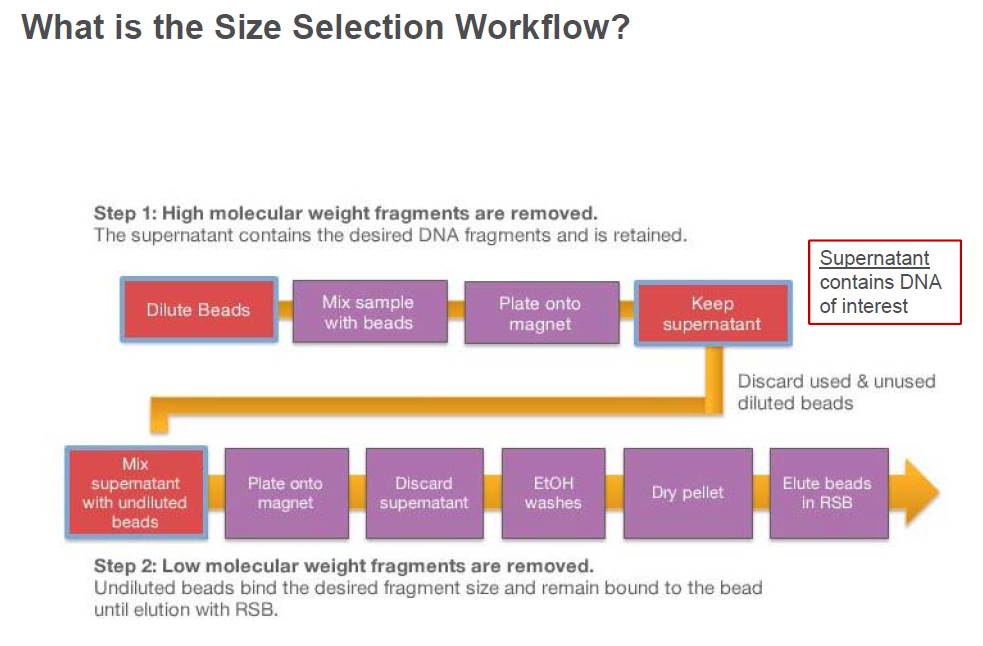 What is the Size Selection Workflow?
Step 1: High molecular weight fragments are removed.
The supernatant contains the desired DNA fragments and is retained.
Supernatant
contains DNA
of interest
Dilute Beads
Mix sample
with beads
Plate onto
magnet
Keep
supernatant
Discard used & unused
diluted beads
Mix
supernatant
with undiluted
beads
Plate onto
magnet
Discard
supernatant
EtOH
washes
Dry pellet
Elute beads
in RSB
Step 2: Low molecular weight fragments are removed.
Undiluted beads bind the desired fragment size and remain bound to the bead
until elution with RSB.